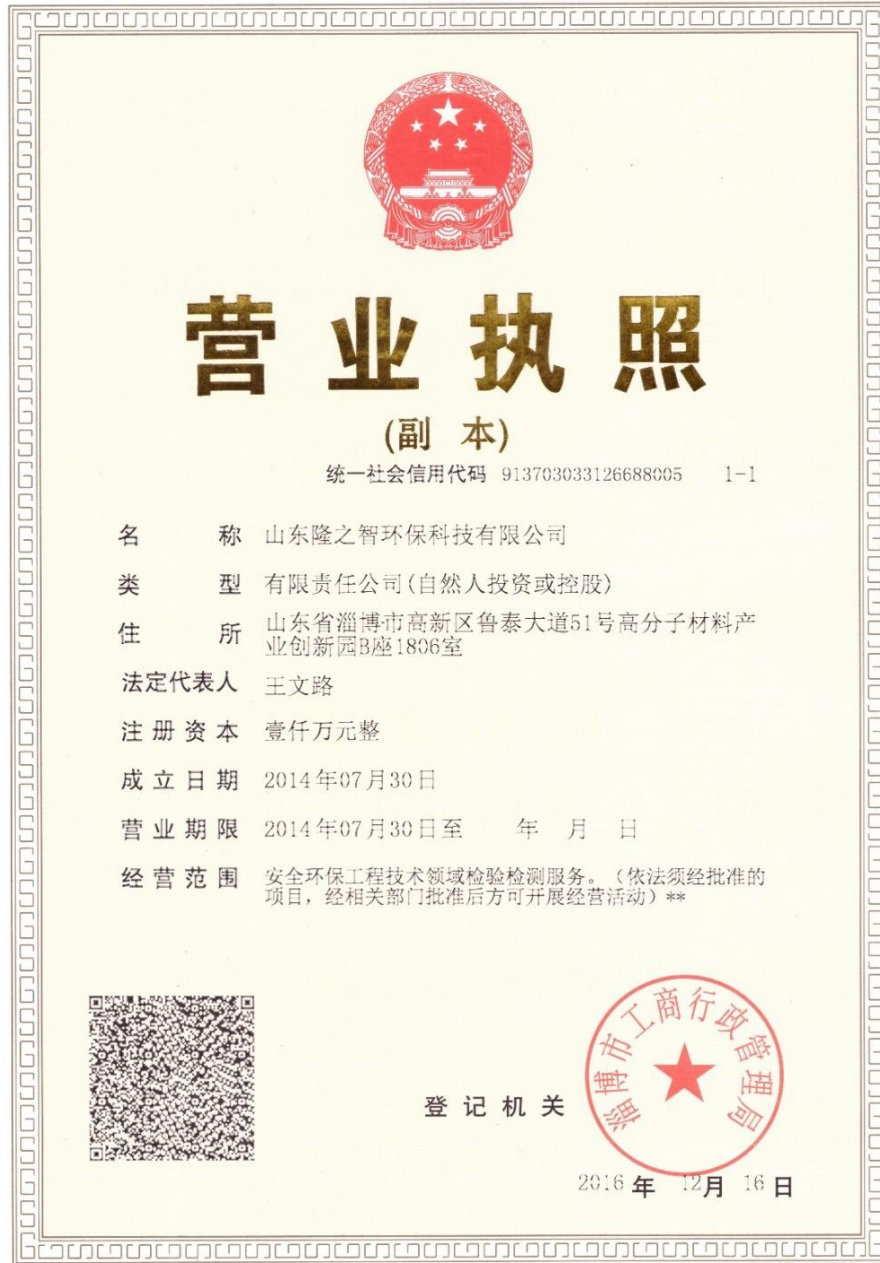 营业执照
(副 本)
统一社会信用代码 913703033126688005 1-1
名 称 山东隆之智环保科技有限公司
类 型 有限责任公司(自然人投资或控股)
住 所 山东省淄博市高新区鲁泰大道51号高分子材料产
业创新园B座1806室
法定代表人 王文路
注册资本 壹仟万元整
成立日期 2014年07月30日
营业期限 2014年07月30日至 年 月 日
经营范围 安全环保工程技术领域检验检测服务。（依法须经批准的
项目，经相关部门批准后方可开展经营活动）**
淄博市工商行政管理局
登记机关
2016 年 12月 16 日